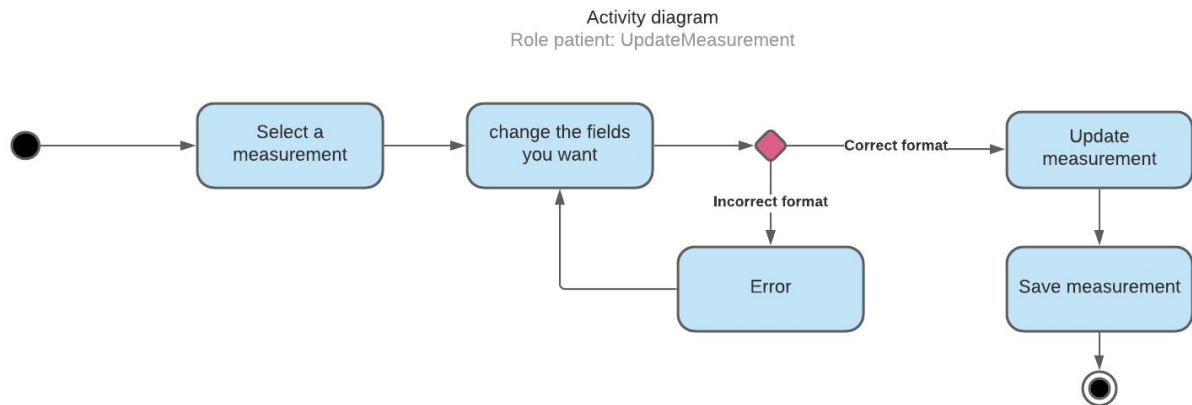 Activity diagram
Role patient: UpdateMeasurement
Select a
measurement
change the fields
you want
Correct format
Update
measurement
Incorrect format
Error
Save measurement